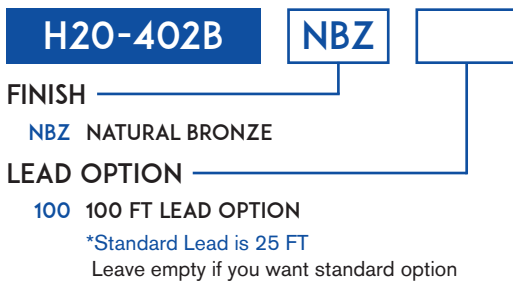 H20-402B NBZ
FINISH
NBZ NATURAL BRONZE
LEAD OPTION
100 100 FT LEAD OPTION
*Standard Lead is 25 FT
Leave empty if you want standard option